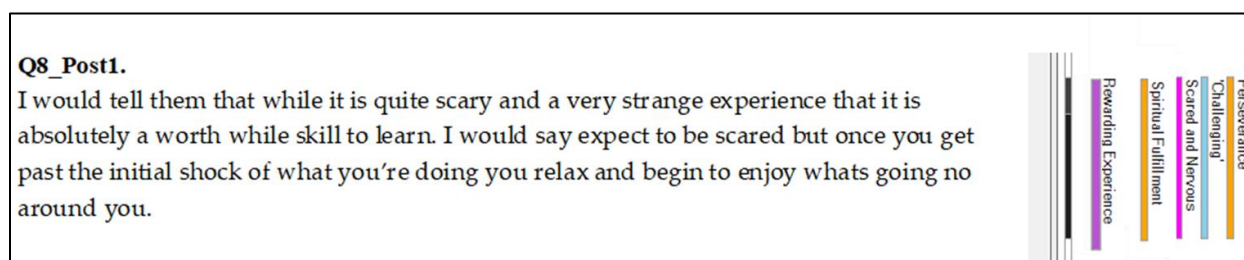 Q8_Post1.
I would tell them that while it is quite scary and a very strange experience that it is
absolutely a worth while skill to learn. I would say expect to be scared but once you get
past the initial shock of what you’re doing you relax and begin to enjoy whats going no
around you.
Rewarding Experience
Spiritual Fulfillment
Scared and Nervous
'Challenging'
Perseverance